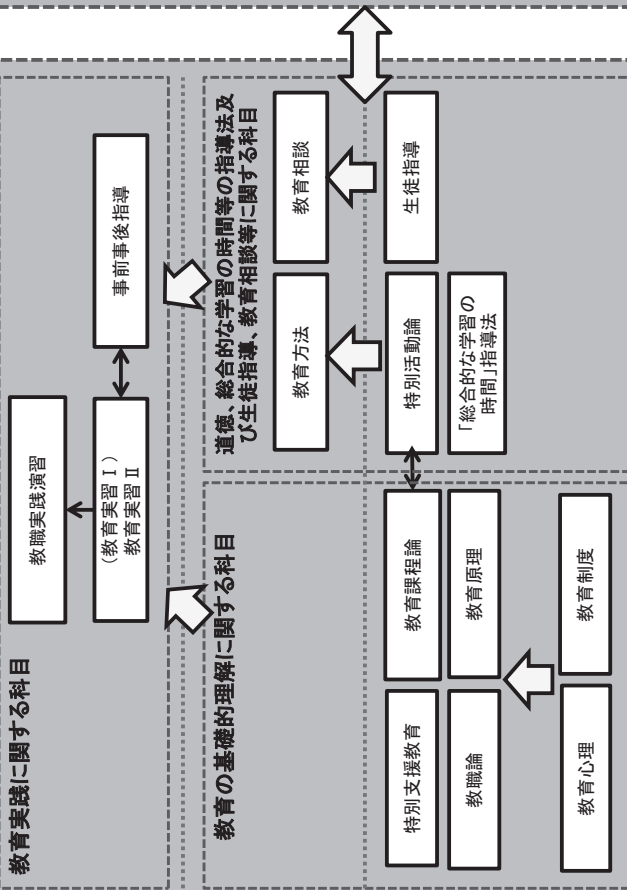 教育実践に関する科目
教職実践演習
（教育実習Ⅰ）
教育実習Ⅱ
事前事後指導
教育の基礎的理解に関する科目
特別支援教育
教育課程論
教職論
教育原理
教育心理
教育制度
道徳、総合的な学習の時間等の指導法及
び生徒指導、教育相談等に関する科目
教育方法
教育相談
特別活動論
生徒指導
「総合的な学習の
時間」指導法